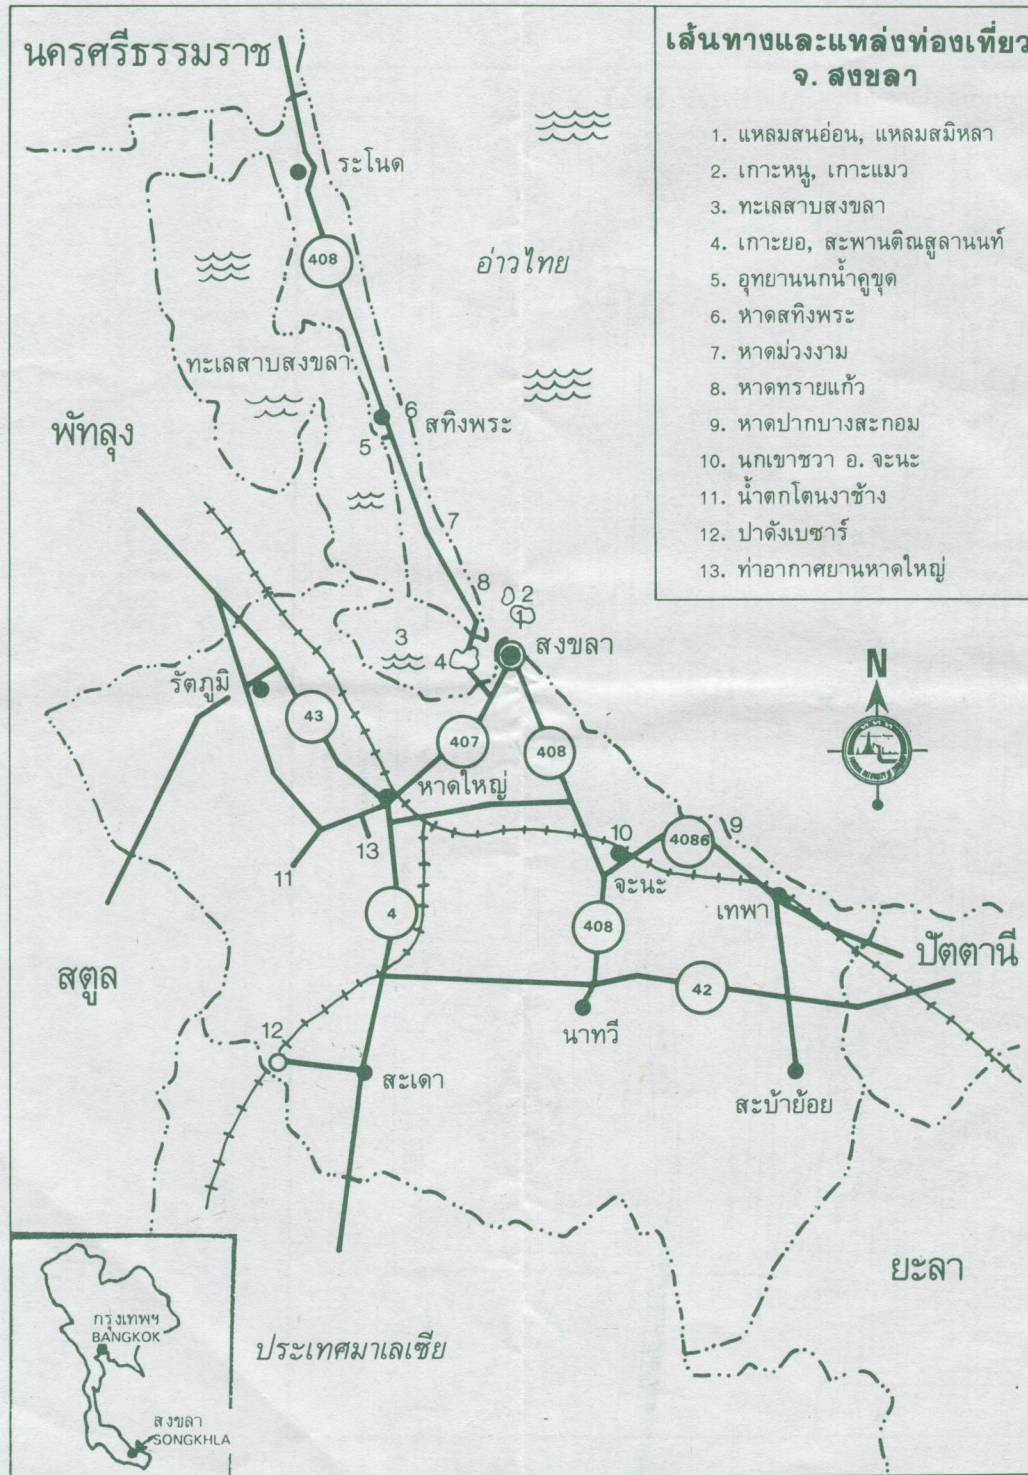 เส้นทางและแหล่งท่องเที่ยว
จ. สงขลา
1. แหลมสนอ่อน, แหลมสมิหลา
2. เกาะหนู, เกาะแมว
3. ทะเลสาบสงขลา
4. เกาะยอ, สะพานติณสูลานนท์
5. อุทยานนกน้ำคูขุด
6. หาดสทิงพระ
7. หาดม่วงงาม
8. หาดทรายแก้ว
9. หาดปากบางสะกอม
10. นกเขาชวา อ. จะนะ
11. น้ำตกโตนงาช้าง
12. ปาดังเบซาร์
13. ท่าอากาศยานหาดใหญ่
นครศรีธรรมราช
ระโนด
408
อ่าวไทย
ทะเลสาบสงขลา
6
สทิงพระ
พัทลุง
5
7
8
2
1
3
4
สงขลา
N
รัตภูมิ
43
407
408
หาดใหญ่
13
10
4086
9
11
จะนะ
4
เทพา
408
ปัตตานี
สตูล
42
12
นาทวี
สะเดา
สะบ้าย้อย
ยะลา
กรุงเทพฯ
BANGKOK
ประเทศมาเลเซีย
สงขลา
SONGKHLA